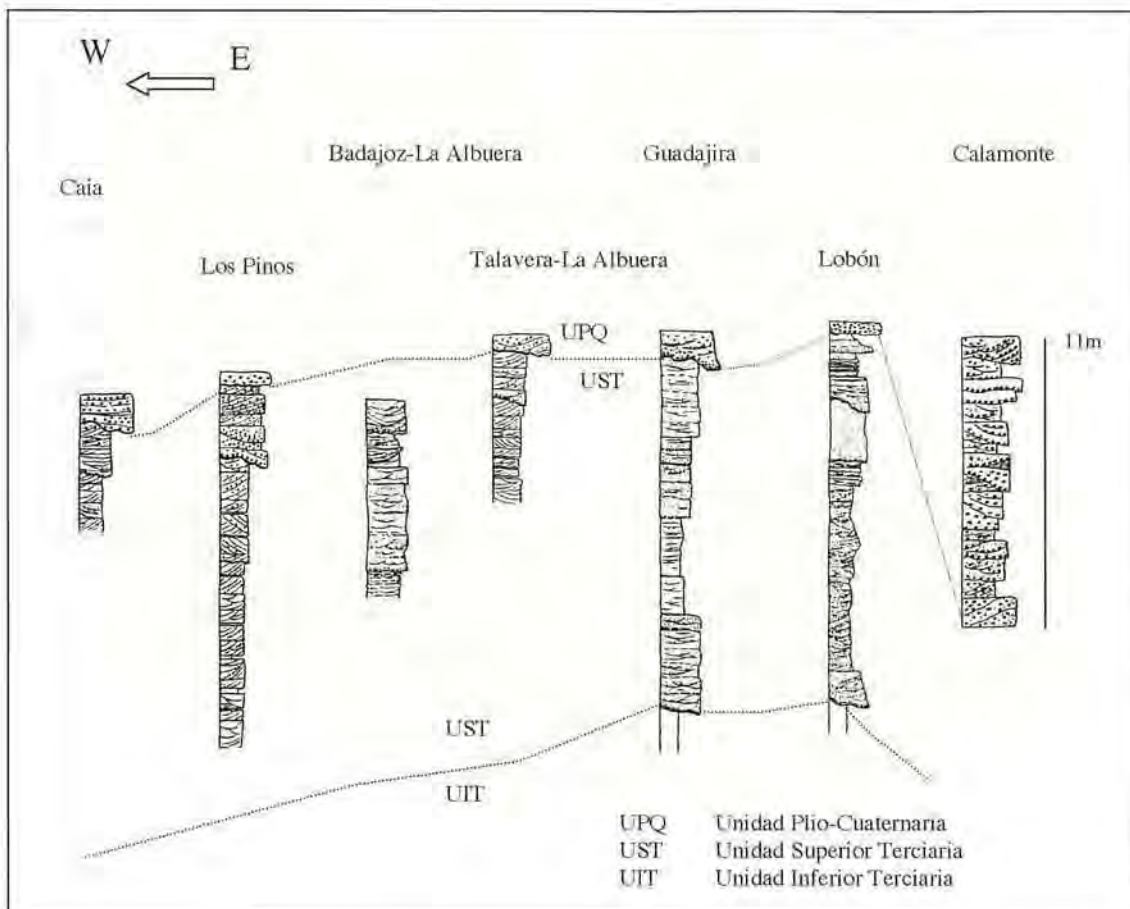 W E
Badajoz-La Albuera Guadajira Calamonte
Caia
Los Pinos Talavera-La Albuera Lobón
UPQ
UST
11m
UST
UIT
UPQ Unidad Plio-Cuaternaria
UST Unidad Superior Terciaria
UIT Unidad Inferior Terciaria